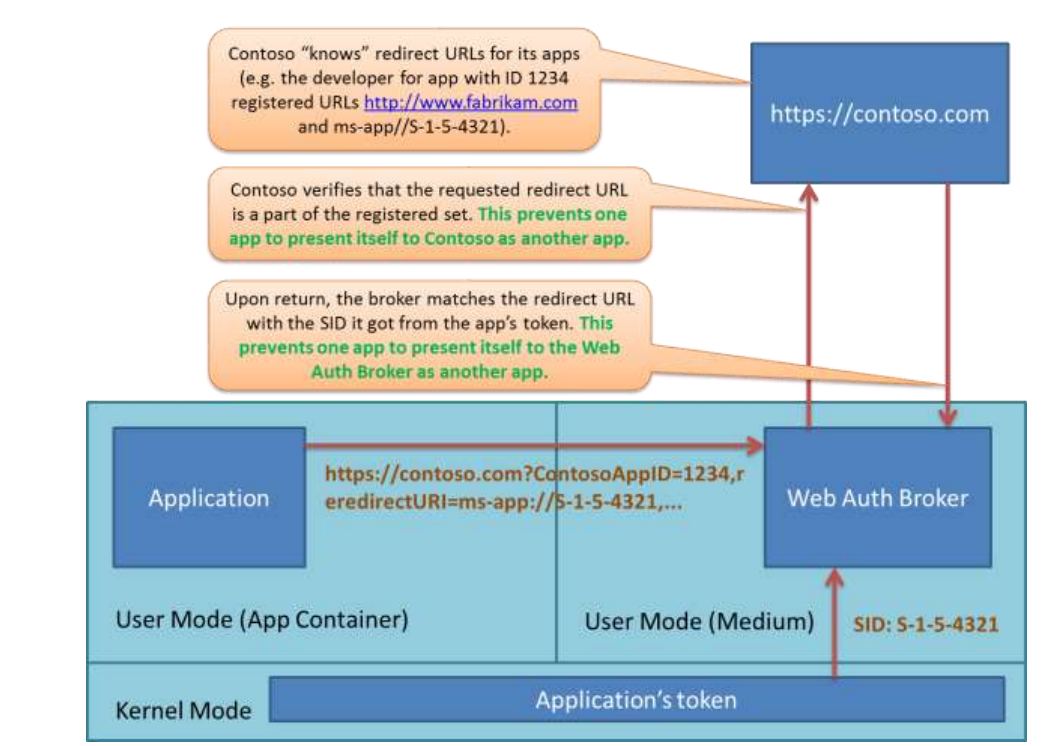 Contoso “knows” redirect URLs for its apps
(e.g. the developer for app with ID 1234
registered URLs http://www.fabrikam.com
and ms-app//S-1-5-4321).
https://contoso.com
Contoso verifies that the requested redirect URL
is a part of the registered set. This prevents one
app to present itself to Contoso as another app.
Upon return, the broker matches the redirect URL
with the SID it got from the app’s token. This
prevents one app to present itself to the Web
Auth Broker as another app.
Application
https://contoso.com?ContosoAppID=1234,r
eredirectURI=ms-app://S-1-5-4321,...
Web Auth Broker
User Mode (App Container)
User Mode (Medium)
SID: S-1-5-4321
Kernel Mode
Application’s token